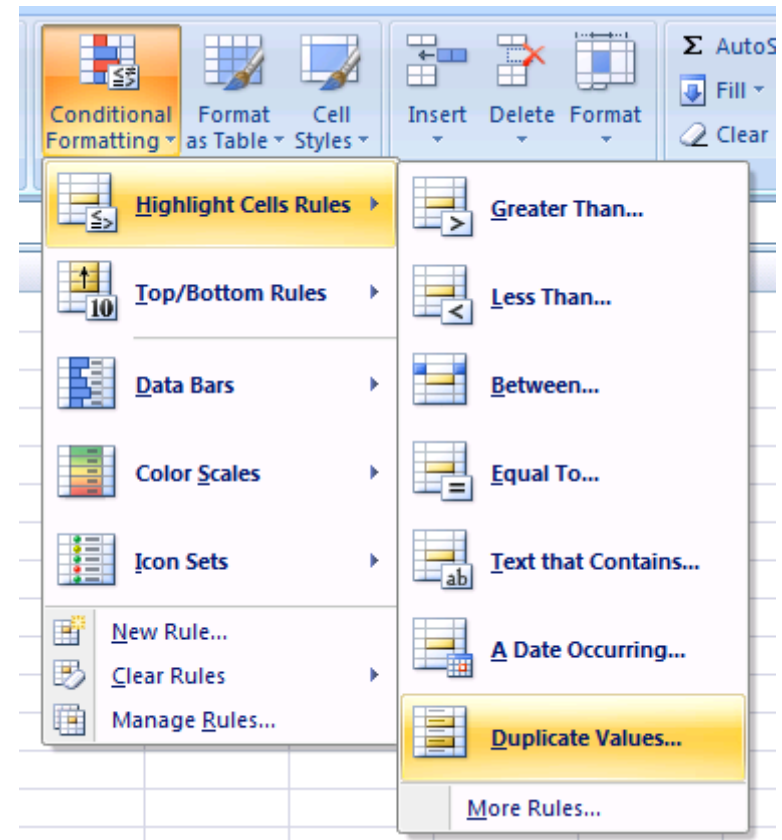 Conditional Formatting
Format as Table
Cell Styles
Insert
Delete
Format
Σ AutoS
Fill
Clear
Highlight Cells Rules
Top/Bottom Rules
10
Data Bars
Color Scales
Icon Sets
New Rule...
Clear Rules
Manage Rules...
≤>
Greater Than...
>
Less Than...
<
Between...
Equal To...
=
Text that Contains...
ab
A Date Occurring...
Duplicate Values...
More Rules...